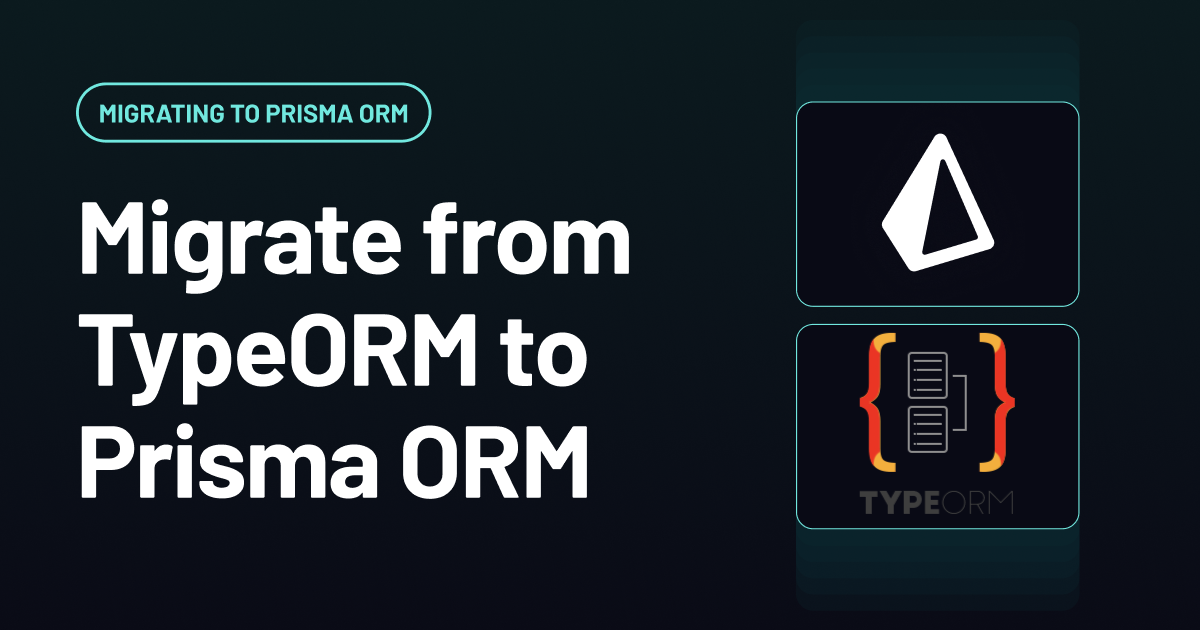 MIGRATING TO PRISMA ORM
Migrate from
TypeORM to
Prisma ORM
TYPEORM